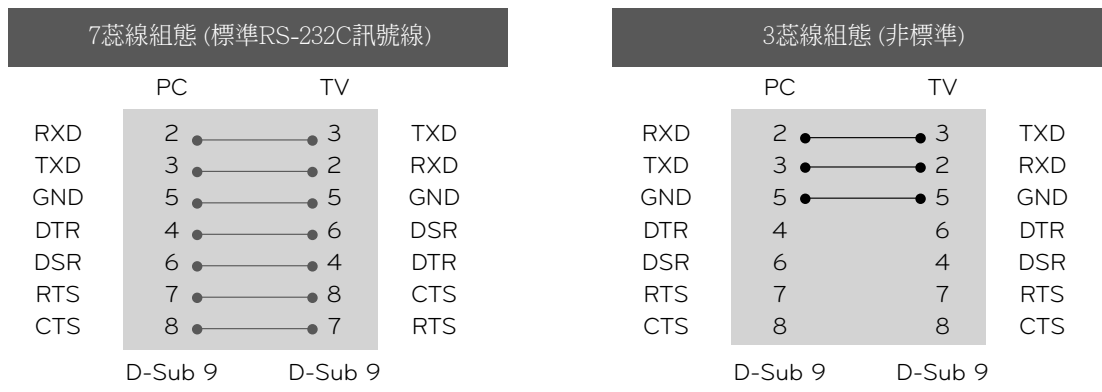 7蕊線組態 (標準RS-232C訊號線)
PC TV
RXD 2 3 TXD
TXD 3 2 RXD
GND 5 5 GND
DTR 4 6 DSR
DSR 6 4 DTR
RTS 7 8 CTS
CTS 8 7 RTS
D-Sub 9 D-Sub 9
3蕊線組態 (非標準)
PC TV
RXD 2 3 TXD
TXD 3 2 RXD
GND 5 5 GND
DTR 4 6 DTR
DSR 6 4 DSR
RTS 7 7 RTS
CTS 8 8 CTS
D-Sub 9 D-Sub 9